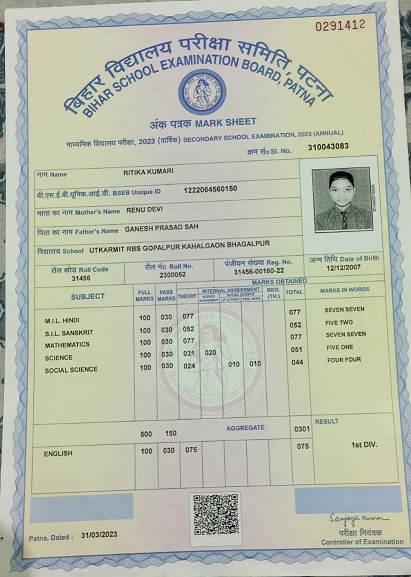 0291412
बिहार विद्यालय परीक्षा समिति, पटना
BIHAR SCHOOL EXAMINATION BOARD, PATNA
अंक पत्रक MARK SHEET
माध्यमिक विद्यालय परीक्षा, 2023 (वार्षिक) SECONDARY SCHOOL EXAMINATION, 2023 (ANNUAL)
क्रम सं० Sl. No. 310043083
नाम Name RITIKA KUMARI
बी.एस.ई.बी.यूनिक.आई.डी. BSEB Unique ID 1222064560150
माता का नाम Mother's Name RENU DEVI
पिता का नाम Father's Name GANESH PRASAD SAH
विद्यालय School UTKARMIT RBS GOPALPUR KAHALGAON BHAGALPUR
रोल कोड Roll Code रोल नं० Roll No. पंजीयन संख्या Reg. No. जन्म तिथि Date of Birth
31456 2300052 31456-00180-22 12/12/2007
MARKS OBTAINED
SUBJECT FULL MARKS PASS MARKS THEORY INTERNAL ASSESSMENT REG. (TH.) TOTAL MARKS IN WORDS
M.I.L. HINDI 100 030 077 077 SEVEN SEVEN
S.I.L. SANSKRIT 100 030 052 052 FIVE TWO
MATHEMATICS 100 030 077 077 SEVEN SEVEN
SCIENCE 100 030 031 020 051 FIVE ONE
SOCIAL SCIENCE 100 030 024 010 010 044 FOUR FOUR
500 150 AGGREGATE 0301 RESULT
ENGLISH 100 030 075 075 1st DIV.
Sanjay Kumar
Patna, Dated : 31/03/2023
परीक्षा नियंत्रक
Controller of Examination